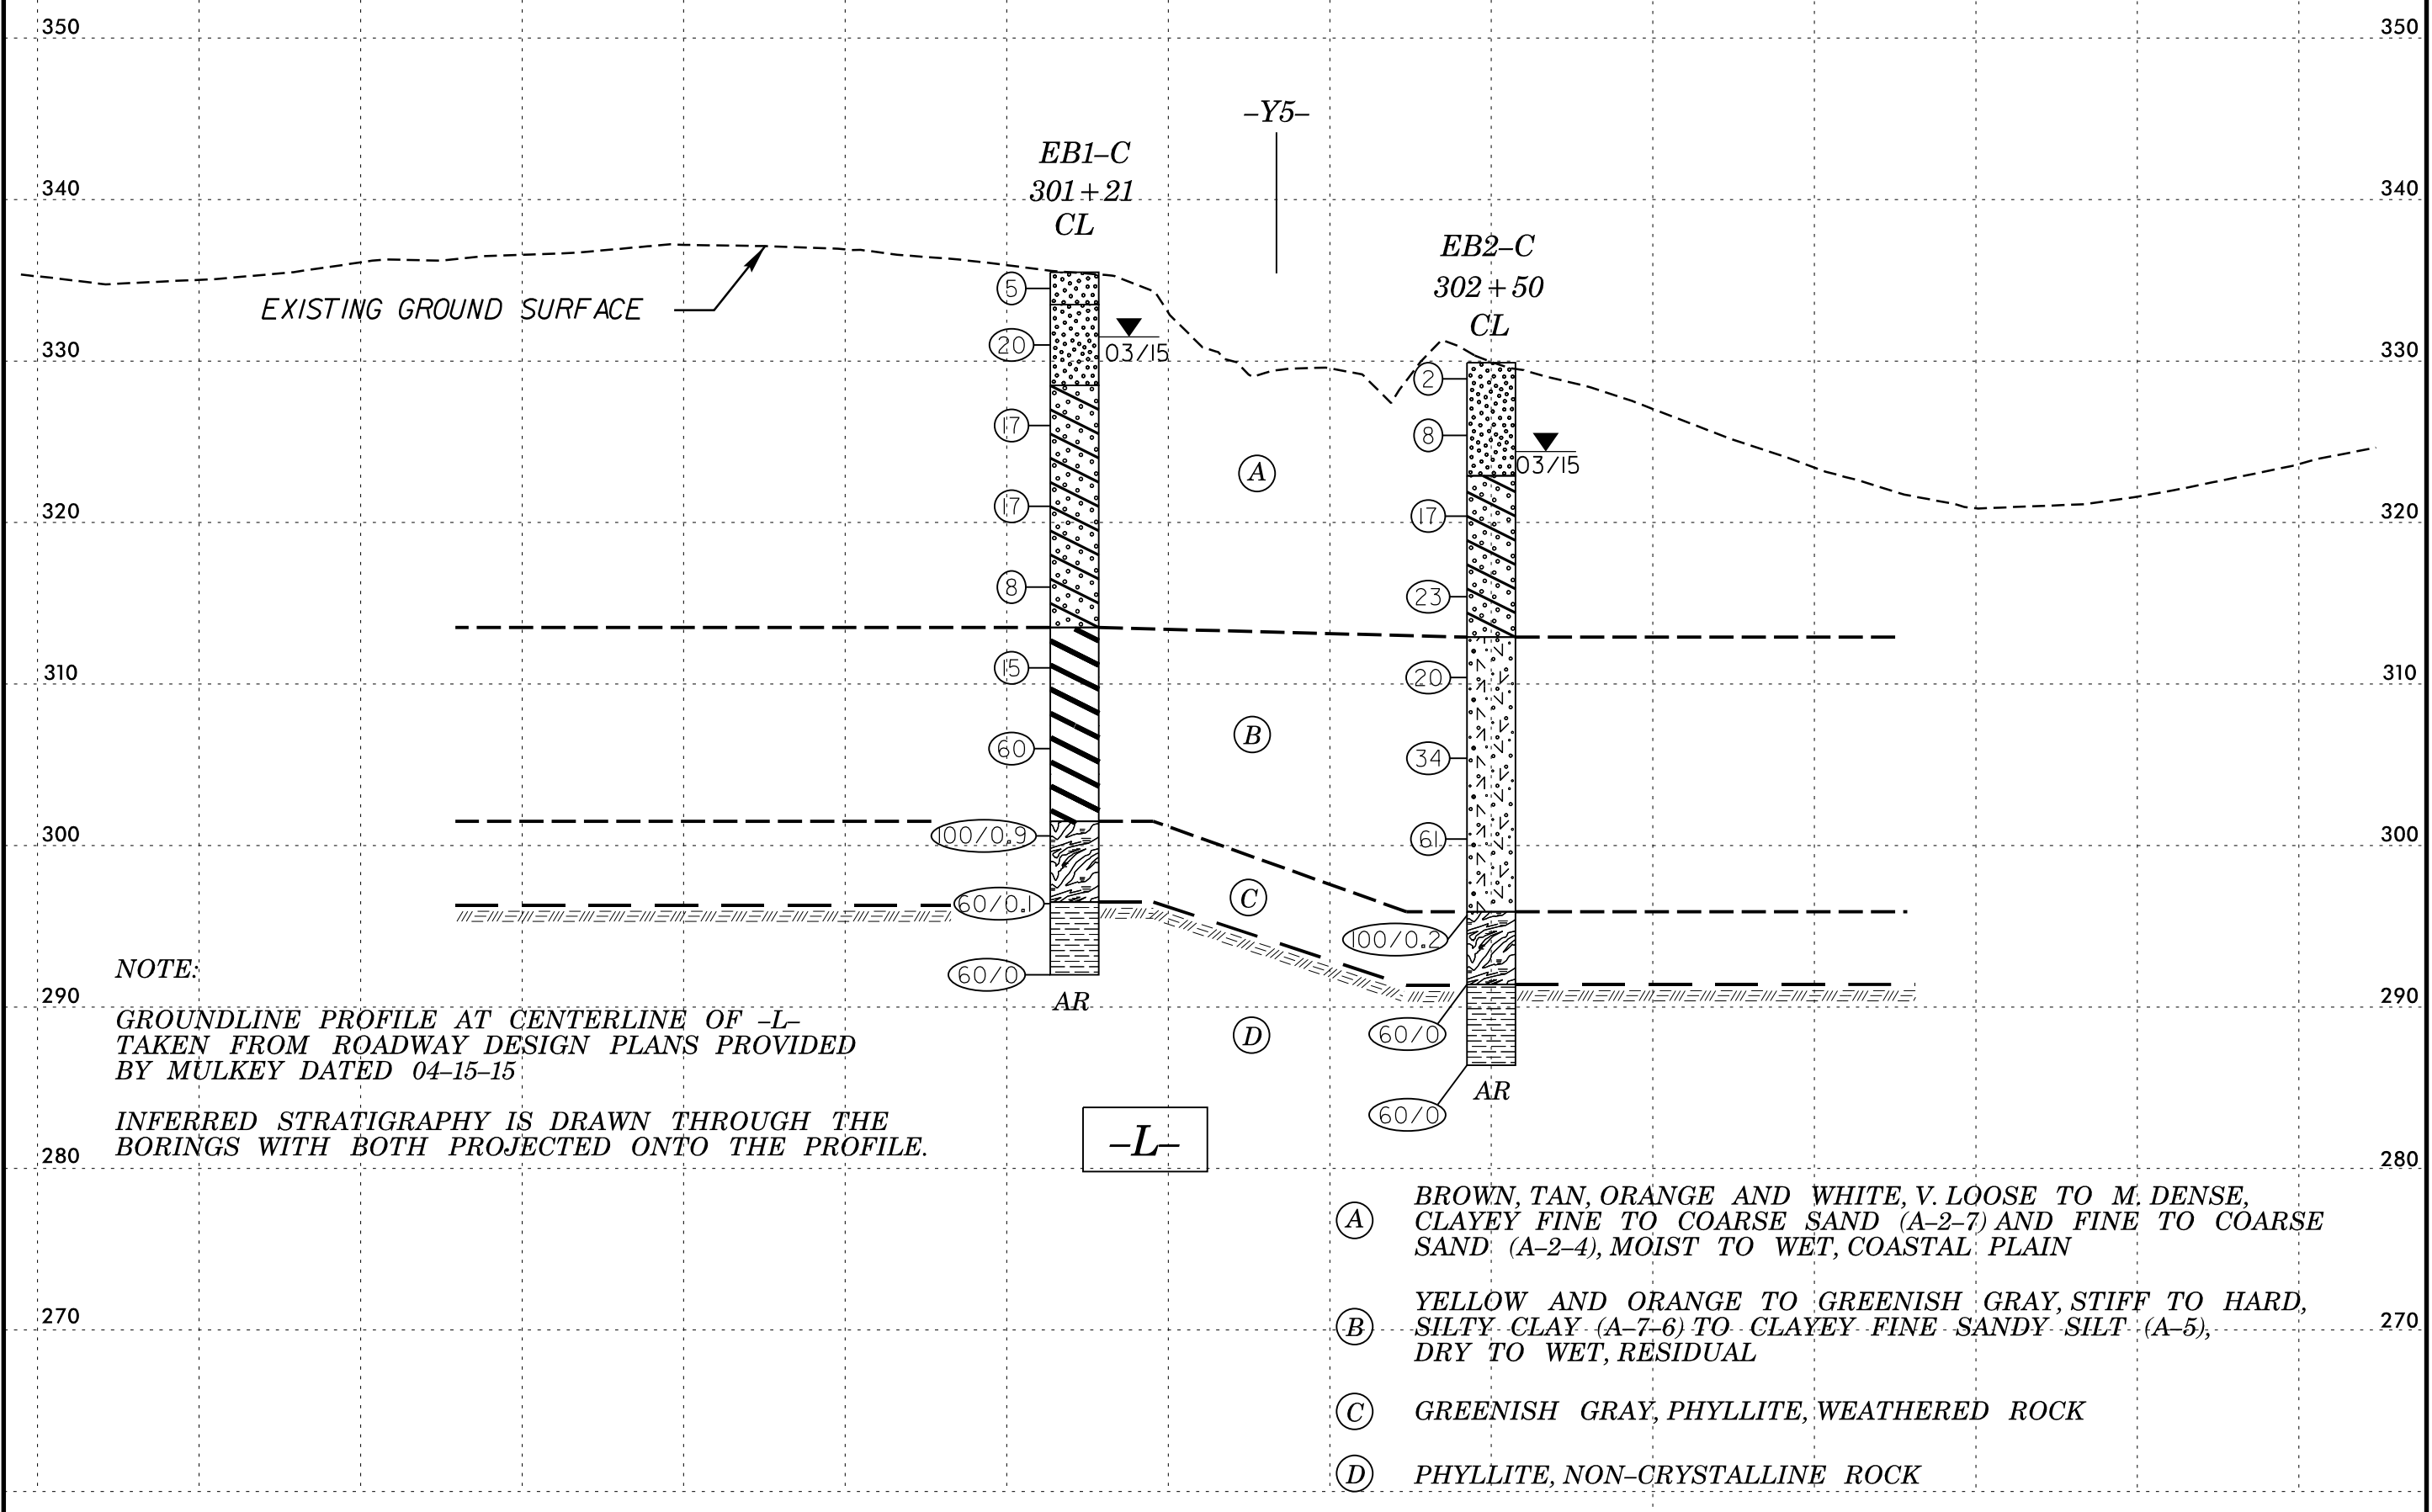 350 350
–Y5–
EB1–C
301+21
CL
340 340
EB2–C
302+50
CL
EXISTING GROUND SURFACE
5
20
03/15
330 330
2
8
03/15
17
17
8
A
320 320
17
23
15
60
B
310 310
20
34
61
300 300
100/0.9
60/0.1
60/0
AR
C
100/0.2
290 290
60/0
60/0
AR
D
NOTE:
GROUNDLINE PROFILE AT CENTERLINE OF –L–
TAKEN FROM ROADWAY DESIGN PLANS PROVIDED
BY MULKEY DATED 04–15–15
INFERRED STRATIGRAPHY IS DRAWN THROUGH THE
BORINGS WITH BOTH PROJECTED ONTO THE PROFILE.
–L–
280 280
A BROWN, TAN, ORANGE AND WHITE, V. LOOSE TO M. DENSE,
CLAYEY FINE TO COARSE SAND (A–2–7) AND FINE TO COARSE
SAND (A–2–4), MOIST TO WET, COASTAL PLAIN
270 270
B YELLOW AND ORANGE TO GREENISH GRAY, STIFF TO HARD,
SILTY CLAY (A–7–6) TO CLAYEY FINE SANDY SILT (A–5),
DRY TO WET, RESIDUAL
C GREENISH GRAY, PHYLLITE, WEATHERED ROCK
D PHYLLITE, NON–CRYSTALLINE ROCK